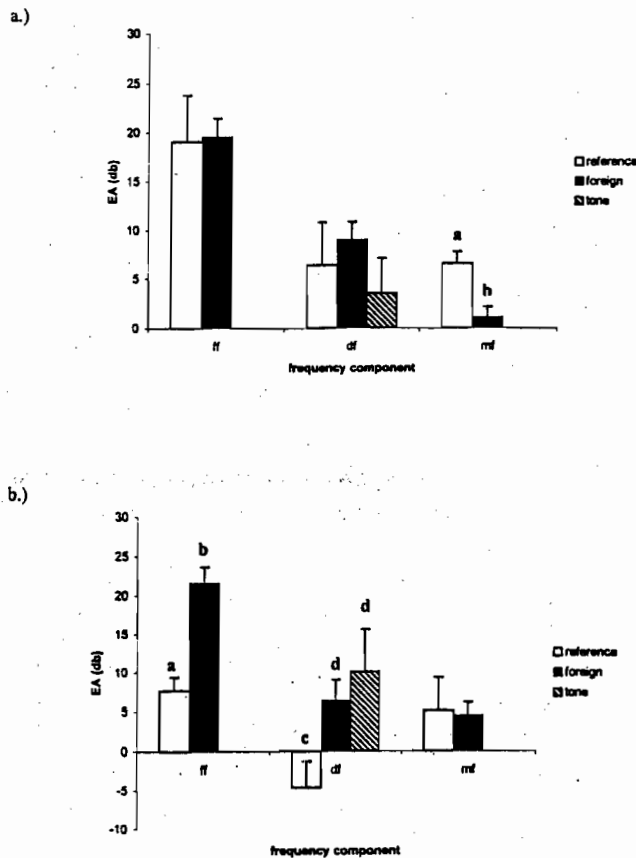 a.)
30
25
20
15
10
5
0
EA (db)
a
b
ff
df
mf
frequency component
reference
foreign
tone
b.)
30
25
20
15
10
5
0
-5
-10
EA (db)
b
a
d
d
c
ff
df
mf
frequency component
reference
foreign
tone